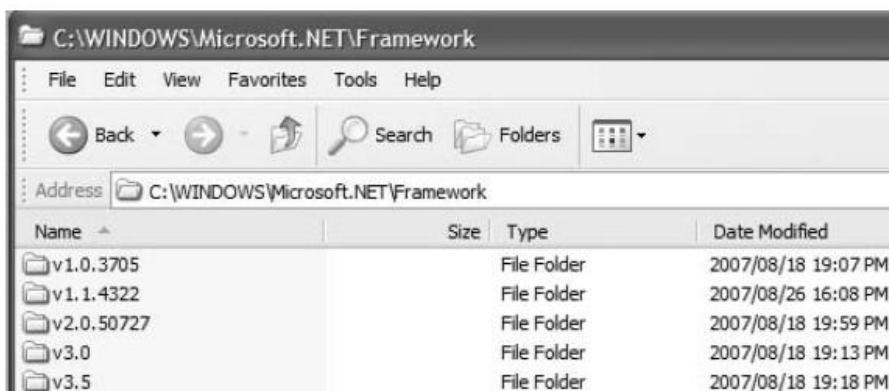 C:\WINDOWS\Microsoft.NET\Framework
File Edit View Favorites Tools Help
Back Search Folders
Address C:\WINDOWS\Microsoft.NET\Framework
Name Size Type Date Modified
v1.0.3705 File Folder 2007/08/18 19:07 PM
v1.1.4322 File Folder 2007/08/26 16:08 PM
v2.0.50727 File Folder 2007/08/18 19:59 PM
v3.0 File Folder 2007/08/18 19:13 PM
v3.5 File Folder 2007/08/18 19:18 PM